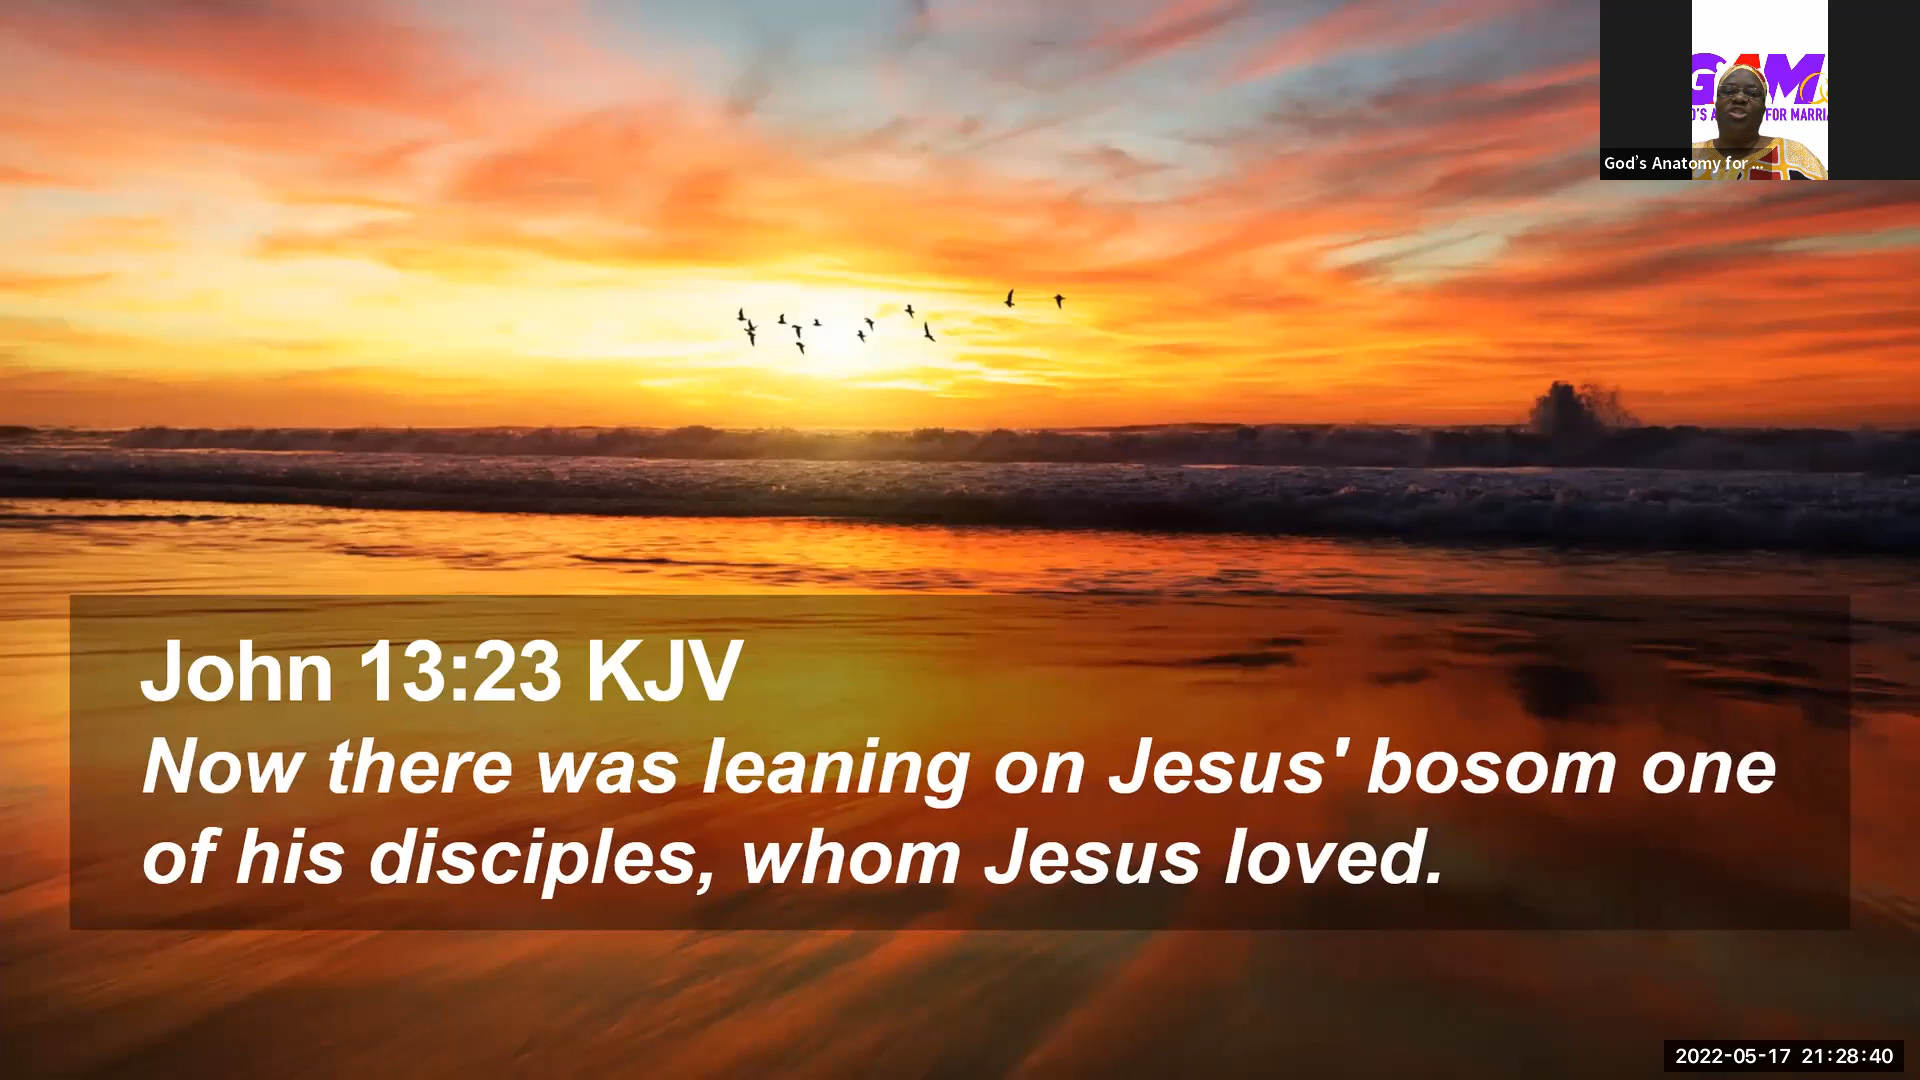 GAM
FOR MARRI
God's Anatomy for ...
John 13:23 KJV
Now there was leaning on Jesus' bosom one
of his disciples, whom Jesus loved.
2022-05-17 21:28:40